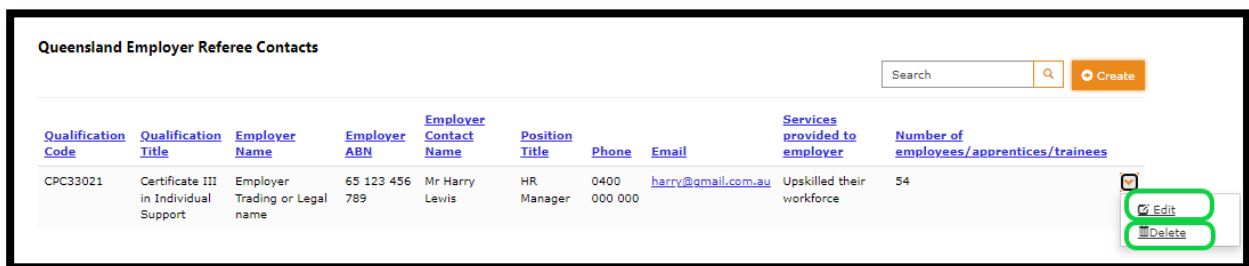 Queensland Employer Referee Contacts
Search
Create
Qualification Code
Qualification Title
Employer Name
Employer ABN
Employer Contact Name
Position Title
Phone
Email
Services provided to employer
Number of employees/apprentices/trainees
CPC33021
Certificate III in Individual Support
Employer Trading or Legal name
65 123 456 789
Mr Harry Lewis
HR Manager
0400 000 000
harry@gmail.com.au
Upskilled their workforce
54
Edit
Delete